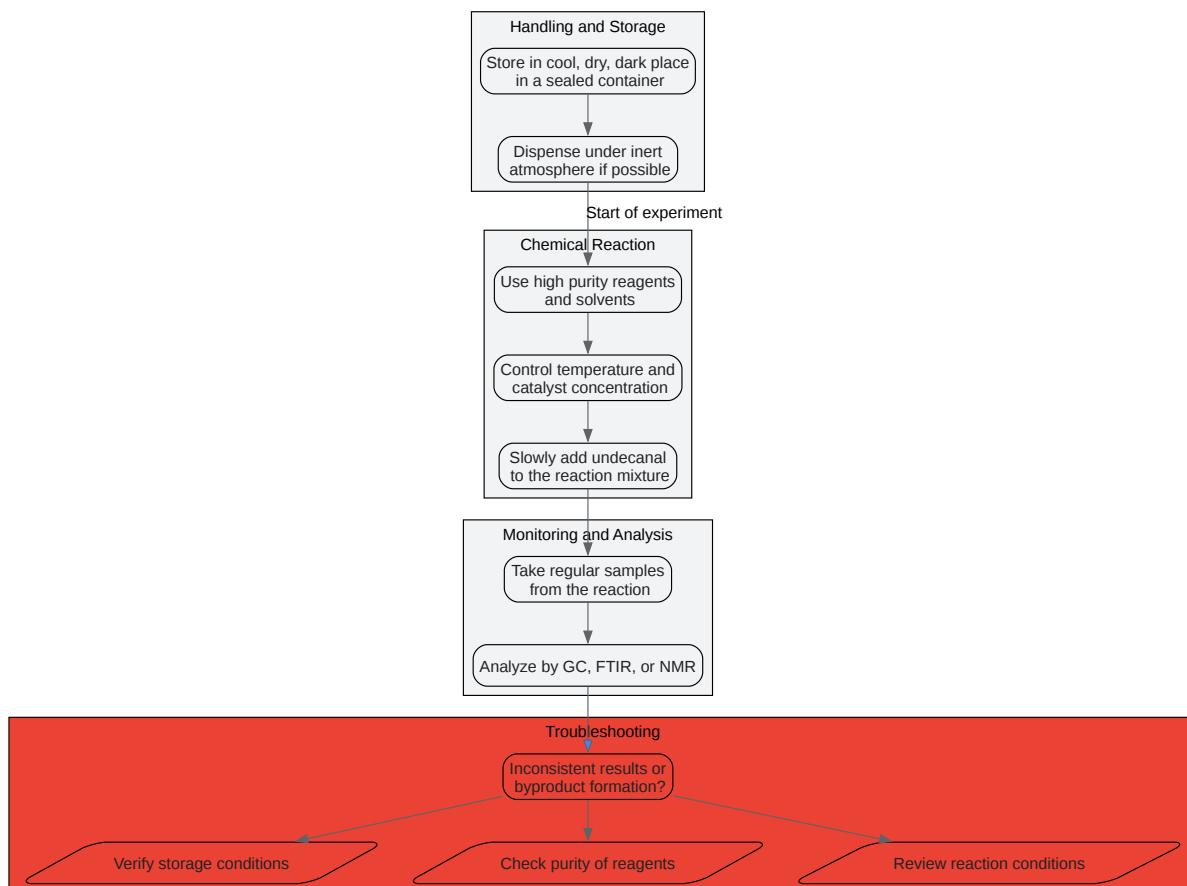 Handling and Storage
Store in cool, dry, dark place
in a sealed container
Dispense under inert
atmosphere if possible
Start of experiment
Chemical Reaction
Use high purity reagents
and solvents
Control temperature and
catalyst concentration
Slowly add undecanal
to the reaction mixture
Monitoring and Analysis
Take regular samples
from the reaction
Analyze by GC, FTIR, or NMR
Troubleshooting
Inconsistent results or
byproduct formation?
Verify storage conditions
Check purity of reagents
Review reaction conditions